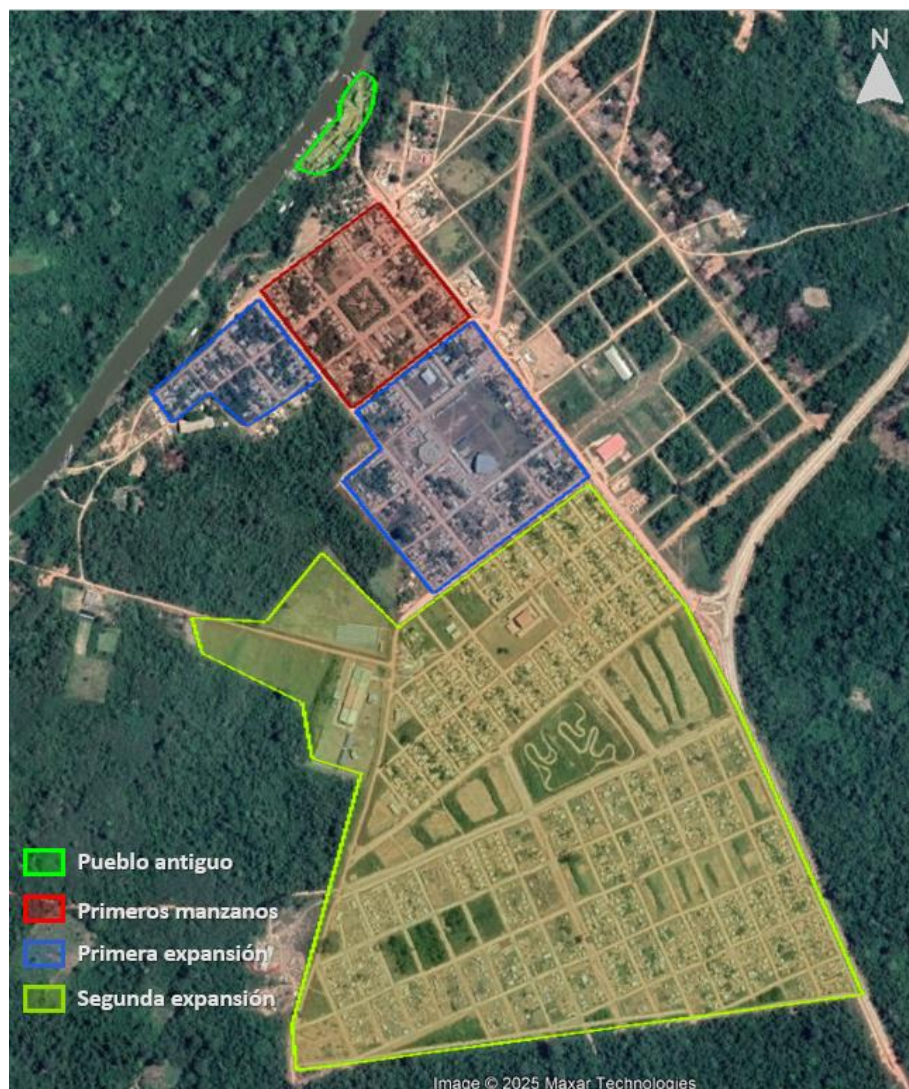 N
Pueblo antiguo
Primeros manzanos
Primera expansión
Segunda expansión
Image © 2025 Maxar Technologies